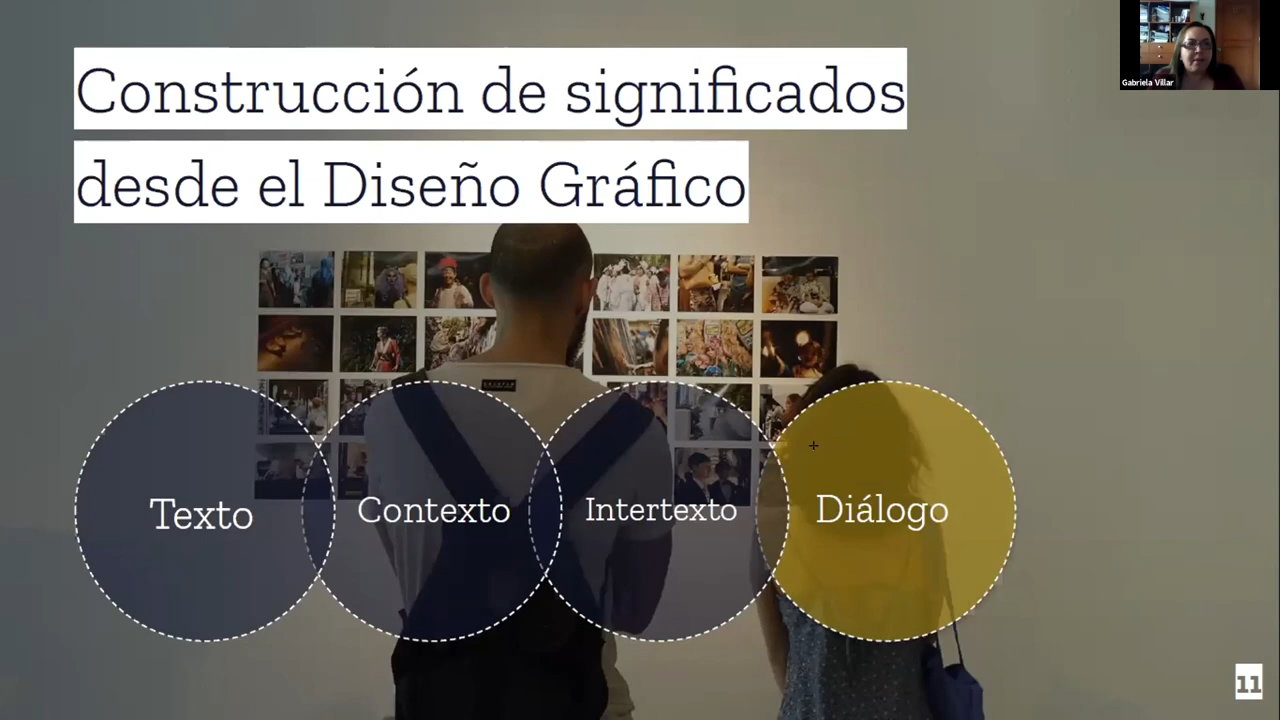 Construcción de significados
desde el Diseño Gráfico
Gabriela Villar
Texto
Contexto
Intertexto
Diálogo
11